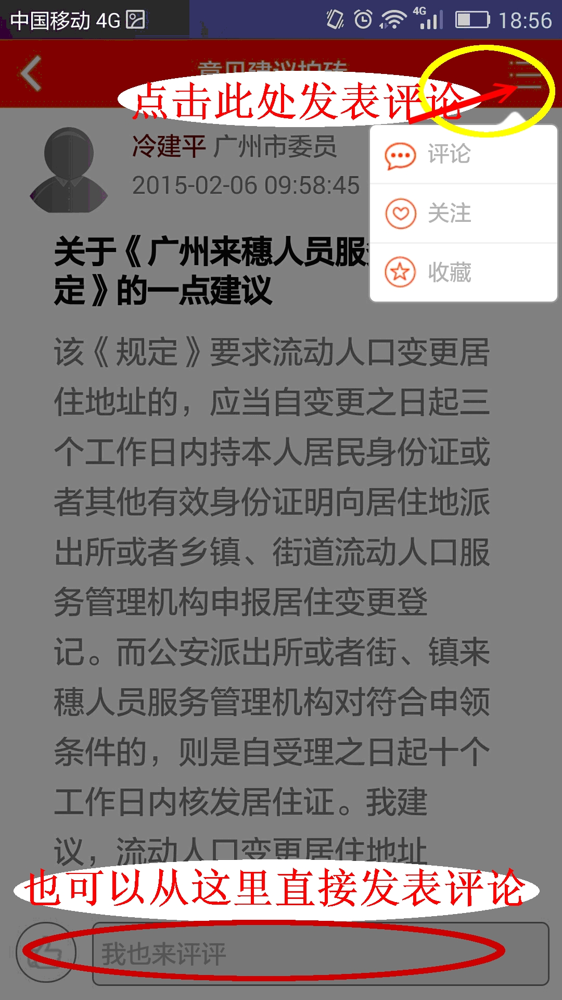 中国移动 4G 4G 18:56
意见建议拍砖
点击此处发表评论
冷建平 广州市委员
2015-02-06 09:58:45
评论
关注
收藏
关于《广州来穗人员服
定》的一点建议
该《规定》要求流动人口变更居
住地址的，应当自变更之日起三
个工作日内持本人居民身份证或
者其他有效身份证明向居住地派
出所或者乡镇、街道流动人口服
务管理机构申报居住变更登
记。而公安派出所或者街、镇来
穗人员服务管理机构对符合申领
条件的，则是自受理之日起十个
工作日内核发居住证。我建
议，流动人口变更居住地址
也可以从这里直接发表评论
我也来评评